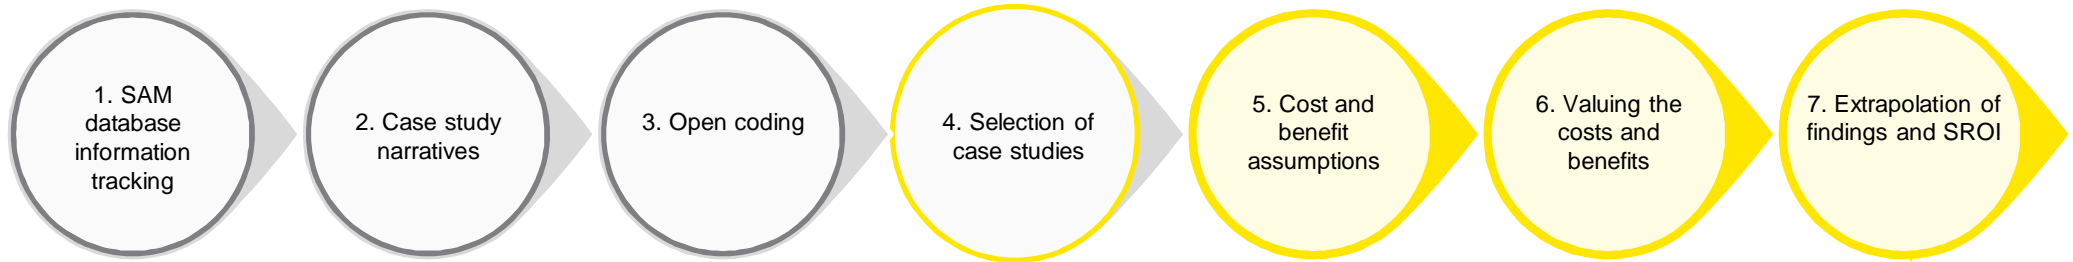 1. SAM
database
information
tracking
2. Case study
narratives
3. Open coding
4. Selection of
case studies
5. Cost and
benefit
assumptions
6. Valuing the
costs and
benefits
7. Extrapolation of
findings and SROI